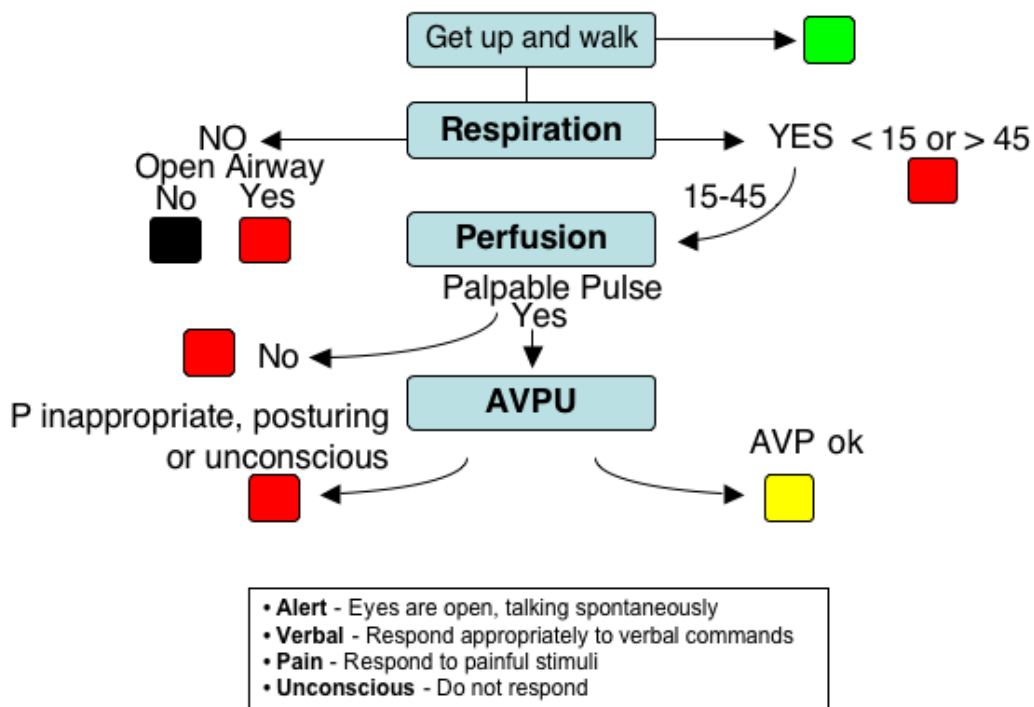 Get up and walk
Respiration
NO
YES
< 15 or > 45
Open Airway
No
Yes
15-45
Perfusion
Palpable Pulse
Yes
No
AVPU
P inappropriate, posturing
or unconscious
AVP ok
• Alert - Eyes are open, talking spontaneously
• Verbal - Respond appropriately to verbal commands
• Pain - Respond to painful stimuli
• Unconscious - Do not respond